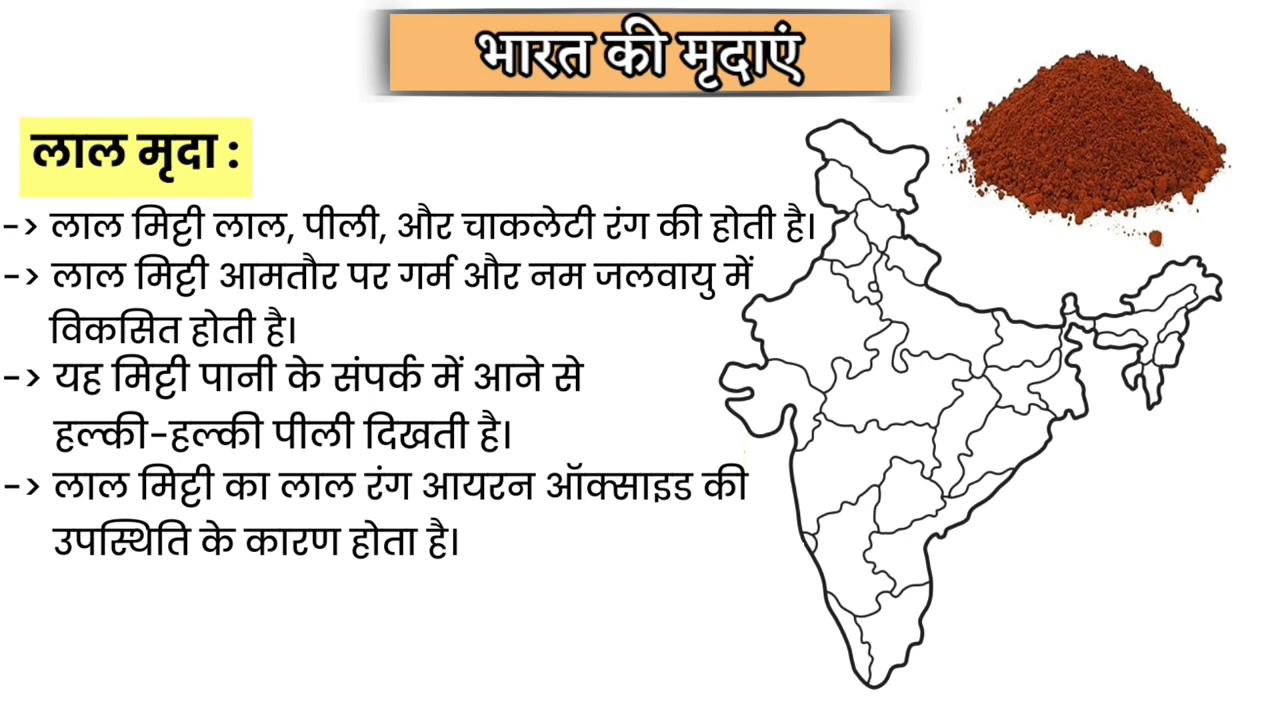 भारत की मृदाएं
लाल मृदा :
-> लाल मिट्टी लाल, पीली, और चाकलेटी रंग की होती है।
-> लाल मिट्टी आमतौर पर गर्म और नम जलवायु में
विकसित होती है।
-> यह मिट्टी पानी के संपर्क में आने से
हल्की-हल्की पीली दिखती है।
-> लाल मिट्टी का लाल रंग आयरन ऑक्साइड की
उपस्थिति के कारण होता है।